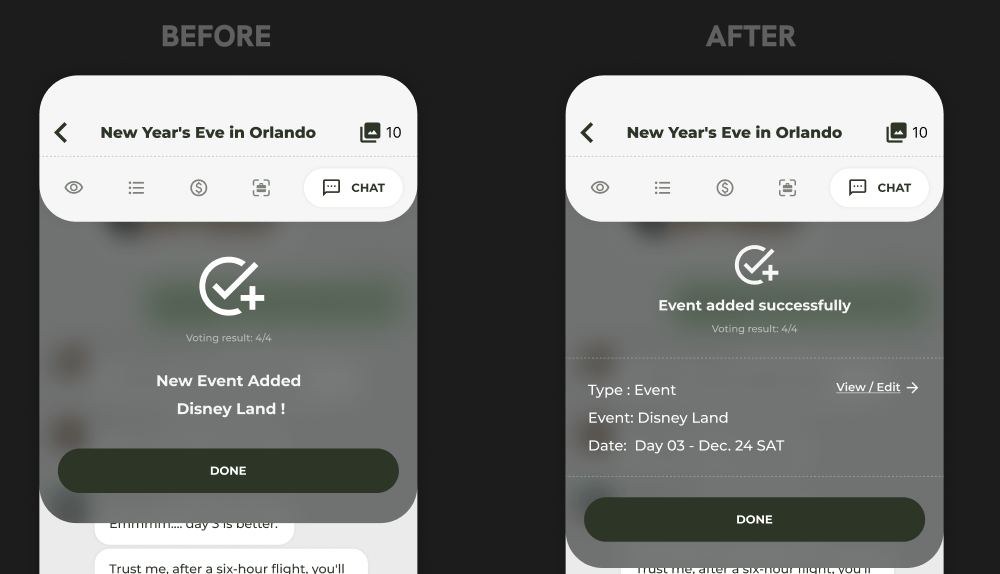 BEFORE
New Year's Eve in Orlando
10
CHAT
Voting result: 4/4
New Event Added
Disney Land !
DONE
Emmmm.... day 3 is better.
Trust me, after a six-hour flight, you'll
AFTER
New Year's Eve in Orlando
10
CHAT
Event added successfully
Voting result: 4/4
Type : Event
View / Edit
Event: Disney Land
Date: Day 03 - Dec. 24 SAT
DONE
Trust me, after a six-hour flight, you'll